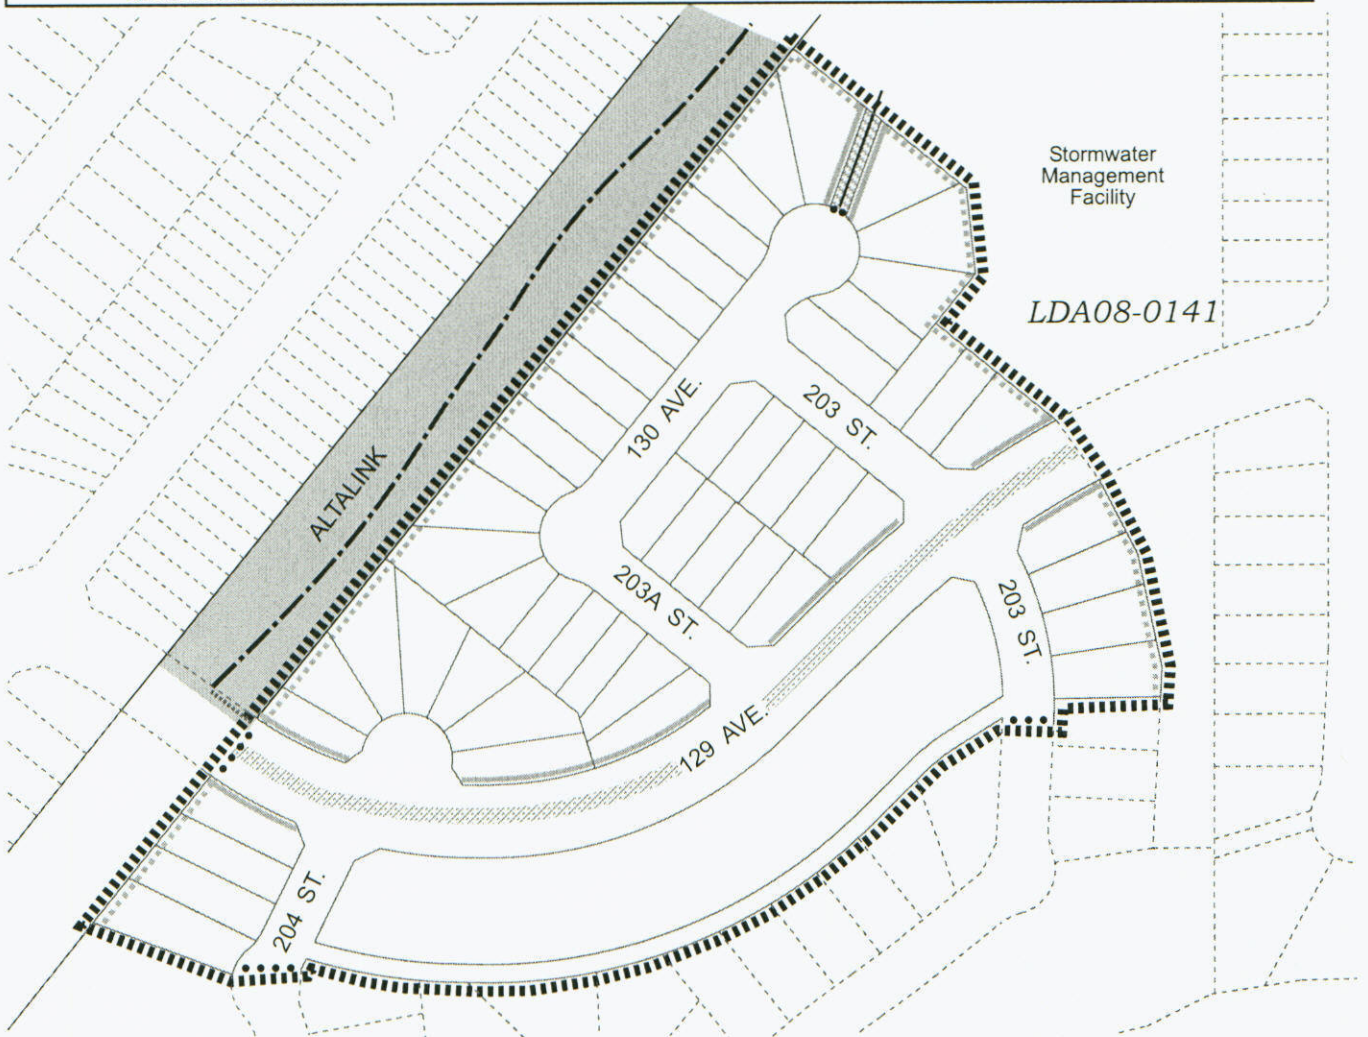 Stormwater
Management
Facility
LDA08-0141
203 ST.
130 AVE.
ALTALINK
203A ST.
203 ST.
129 AVE.
204 ST.